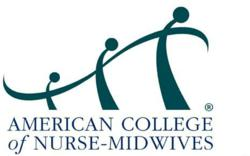 ®
AMERICAN COLLEGE
of NURSE-MIDWIVES